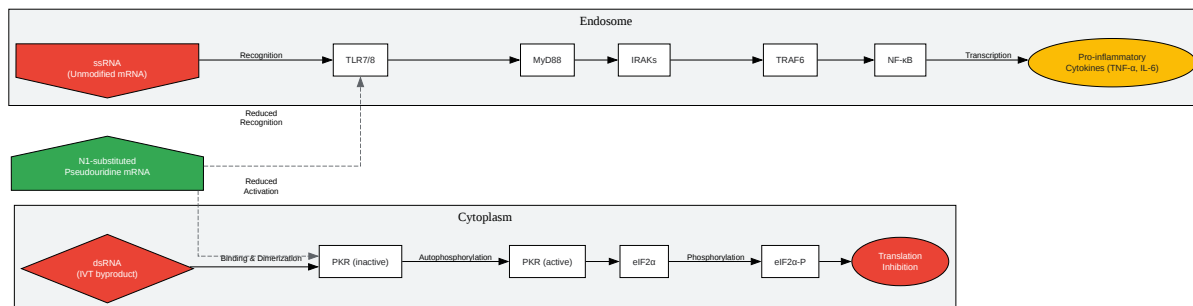 Endosome
ssRNA
(Unmodified mRNA)
Recognition
TLR7/8
MyD88
IRAKs
TRAF6
NF-κB
Transcription
Pro-inflammatory
Cytokines (TNF-α, IL-6)
Reduced
Recognition
N1-substituted
Pseudouridine mRNA
Reduced
Activation
Cytoplasm
dsRNA
(IVT byproduct)
Binding & Dimerization
PKR (inactive)
Autophosphorylation
PKR (active)
eIF2α
Phosphorylation
eIF2α-P
Translation
Inhibition